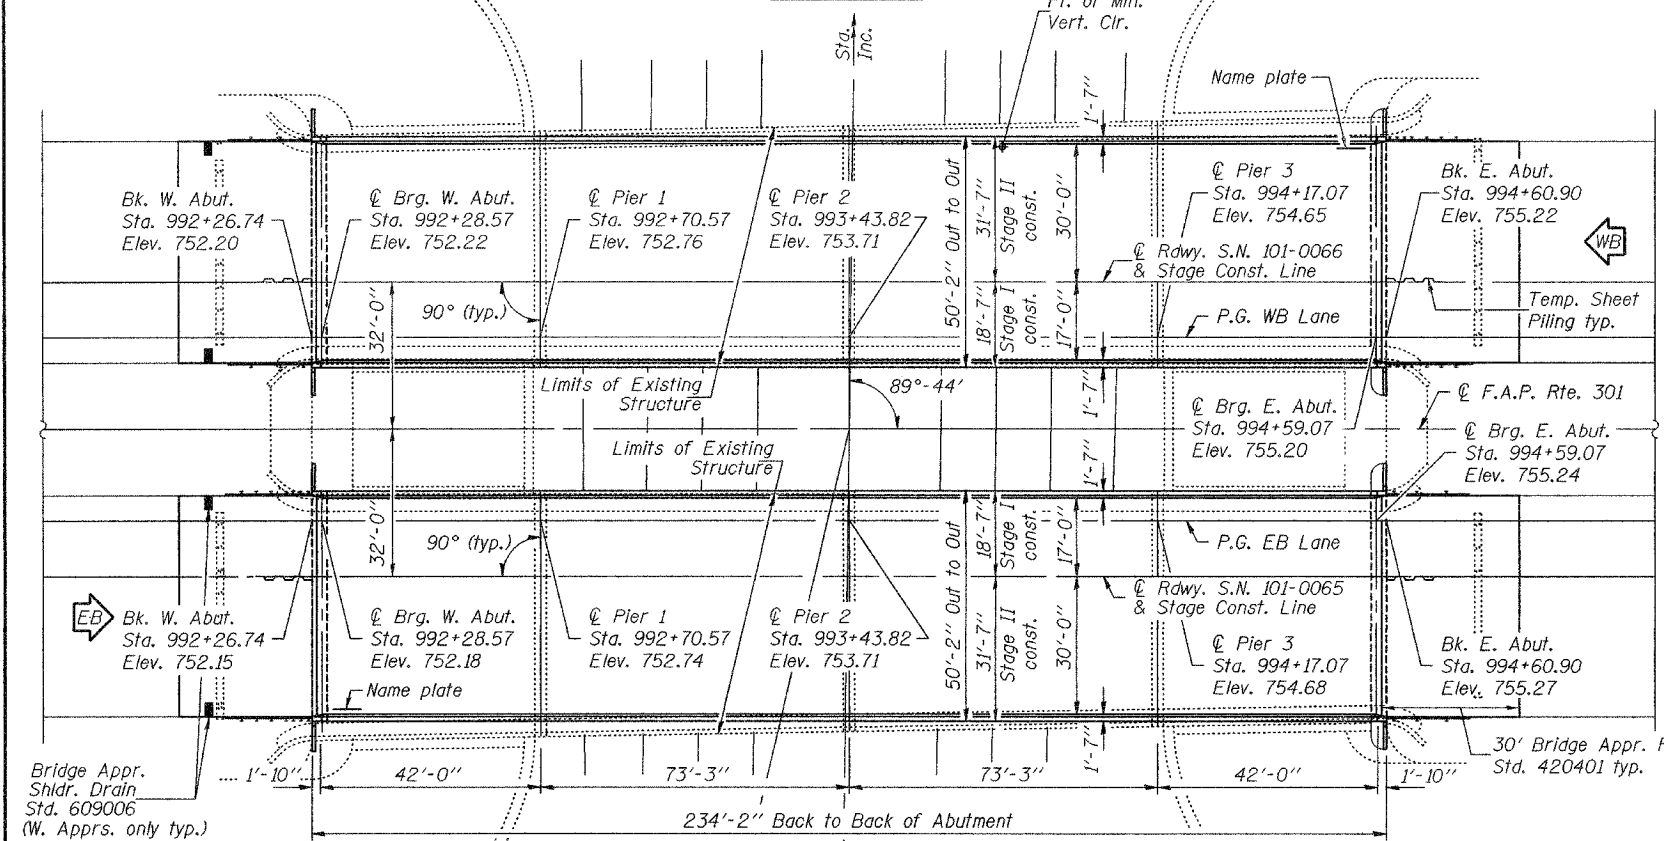 Vert. Clr.
Sta.
Inc.
Name plate
1'-7"
Bk. W. Abut.
Sta. 992+26.74
Elev. 752.20
℄ Brg. W. Abut.
Sta. 992+28.57
Elev. 752.22
℄ Pier 1
Sta. 992+70.57
Elev. 752.76
℄ Pier 2
Sta. 993+43.82
Elev. 753.71
50'-2" Out to Out
31'-7"
Stage II
const.
30'-0"
℄ Pier 3
Sta. 994+17.07
Elev. 754.65
Bk. E. Abut.
Sta. 994+60.90
Elev. 755.22
WB
℄ Rdwy. S.N. 101-0066
& Stage Const. Line
90° (typ.)
32'-0"
18'-7"
Stage I
const.
17'-0"
P.G. WB Lane
Temp. Sheet
Piling typ.
Limits of Existing
Structure
89°-44'
1'-7"
℄ F.A.P. Rte. 301
℄ Brg. E. Abut.
Sta. 994+59.07
Elev. 755.20
℄ Brg. E. Abut.
Sta. 994+59.07
Elev. 755.24
Limits of Existing
Structure
1'-7"
32'-0"
90° (typ.)
50'-2" Out to Out
18'-7"
Stage I
const.
17'-0"
P.G. EB Lane
℄ Rdwy. S.N. 101-0065
& Stage Const. Line
EB
Bk. W. Abut.
Sta. 992+26.74
Elev. 752.15
℄ Brg. W. Abut.
Sta. 992+28.57
Elev. 752.18
℄ Pier 1
Sta. 992+70.57
Elev. 752.74
℄ Pier 2
Sta. 993+43.82
Elev. 753.71
31'-7"
Stage II
const.
30'-0"
℄ Pier 3
Sta. 994+17.07
Elev. 754.68
Bk. E. Abut.
Sta. 994+60.90
Elev. 755.27
Name plate
Bridge Appr.
Shldr. Drain
Std. 609006
(W. Apprs. only typ.)
1'-10"
42'-0"
73'-3"
1'-7"
73'-3"
42'-0"
1'-10"
30' Bridge Appr.
Std. 420401 typ.
234'-2" Back to Back of Abutment